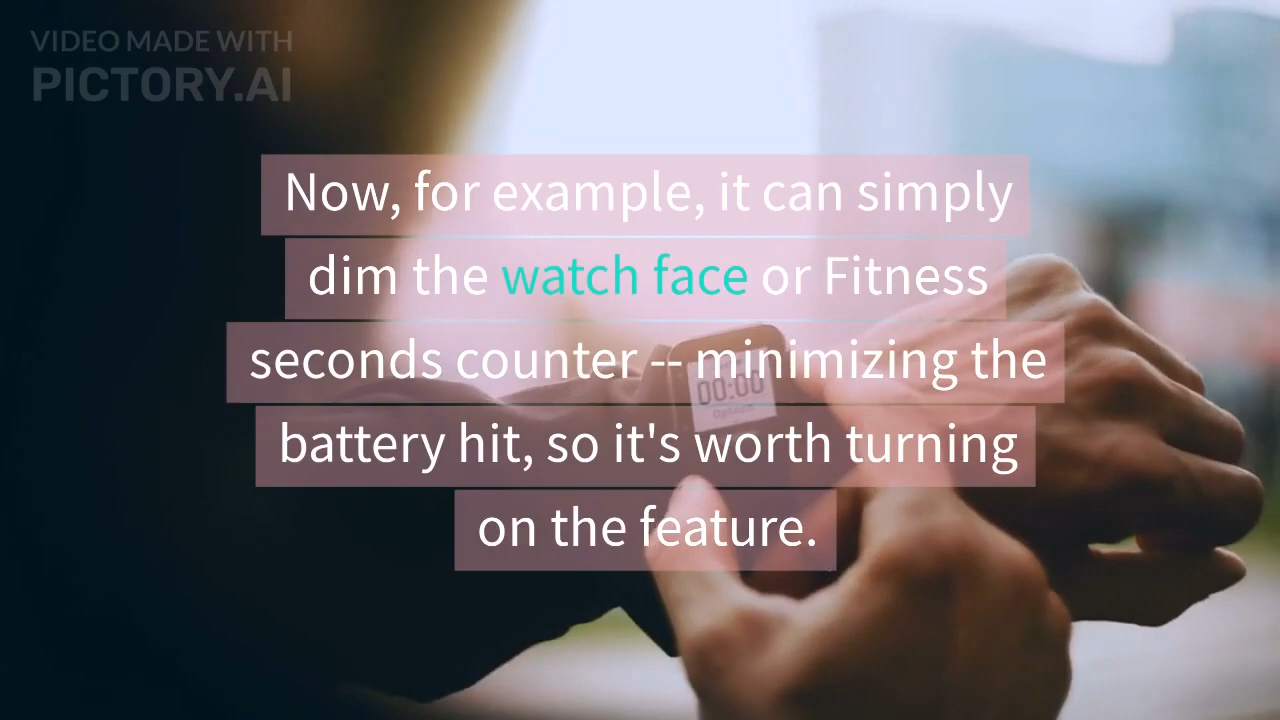 VIDEO MADE WITH
PICTORY.AI
Now, for example, it can simply
dim the watch face or Fitness
seconds counter -- minimizing the
battery hit, so it's worth turning
on the feature.
00:00